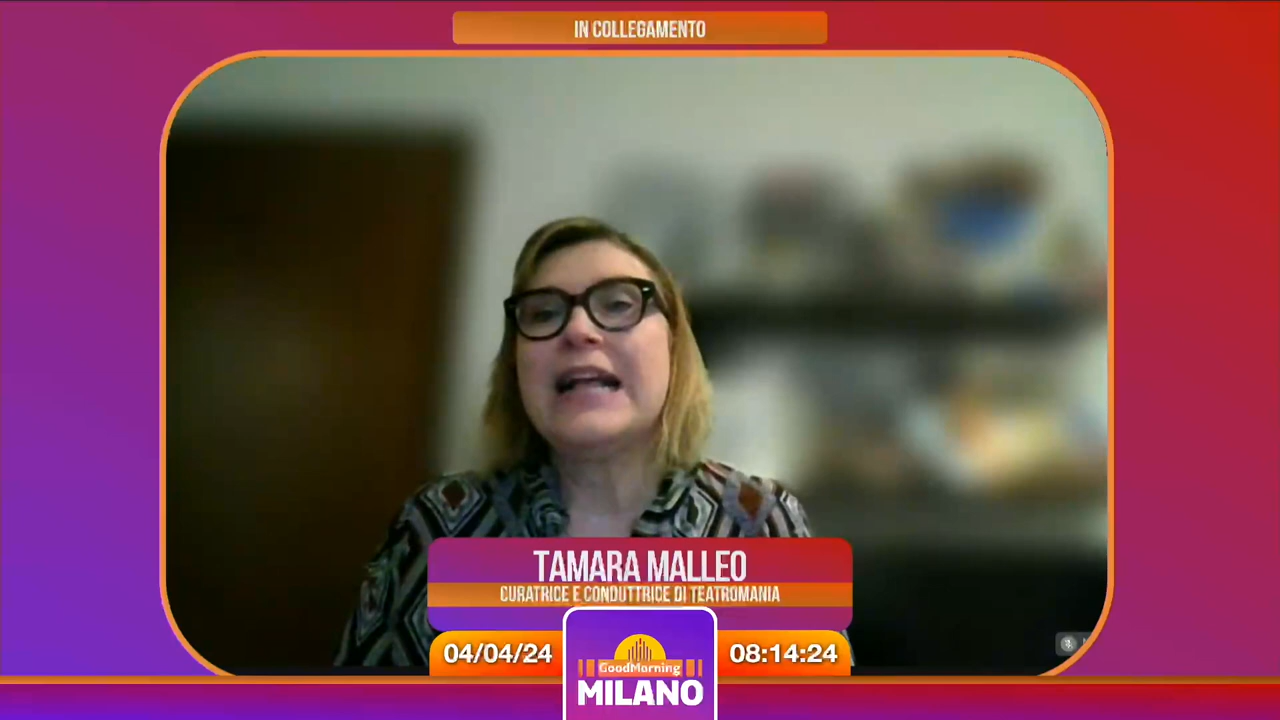 IN COLLEGAMENTO
TAMARA MALLEO
CURATRICE E CONDUTTRICE DI TEATROMANIA
04/04/24
08:14:24
GoodMorning
MILANO